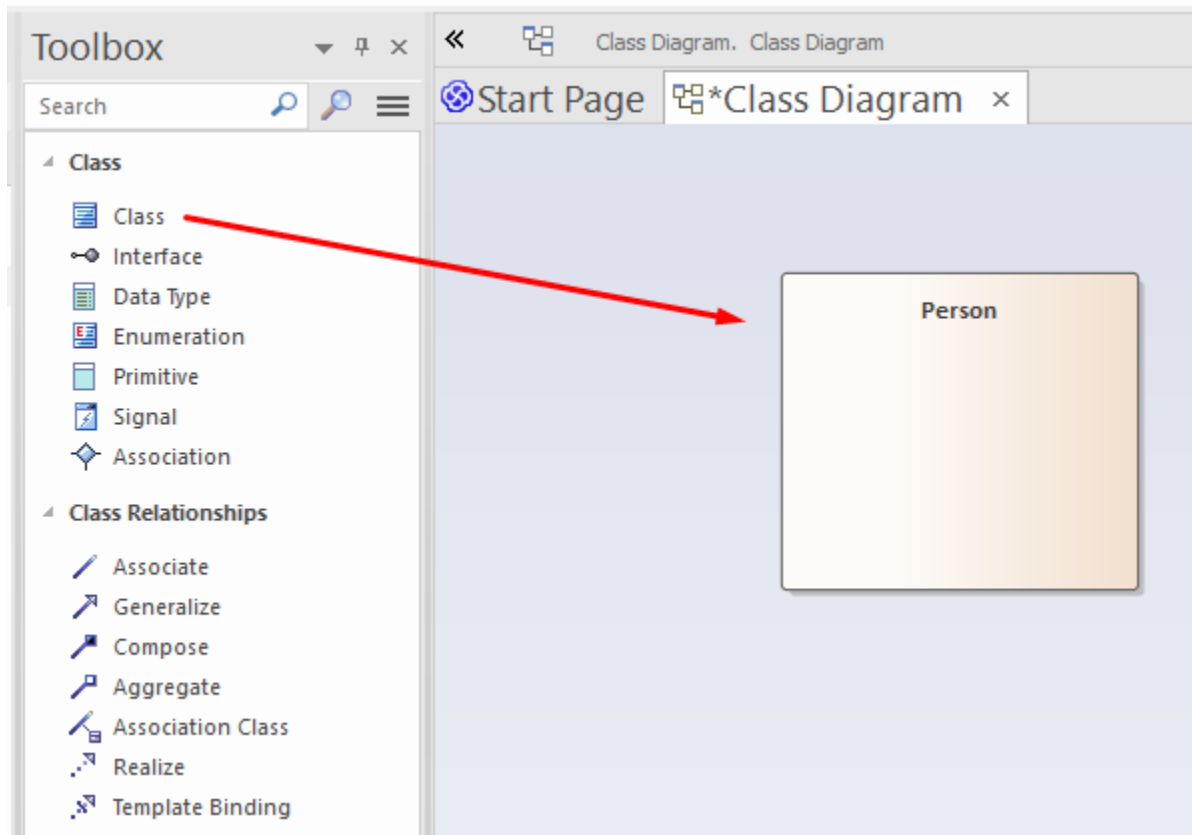 Toolbox
Search
Class
Class
Interface
Data Type
Enumeration
Primitive
Signal
Association
Class Relationships
Associate
Generalize
Compose
Aggregate
Association Class
Realize
Template Binding
Class Diagram. Class Diagram
Start Page *Class Diagram
Person